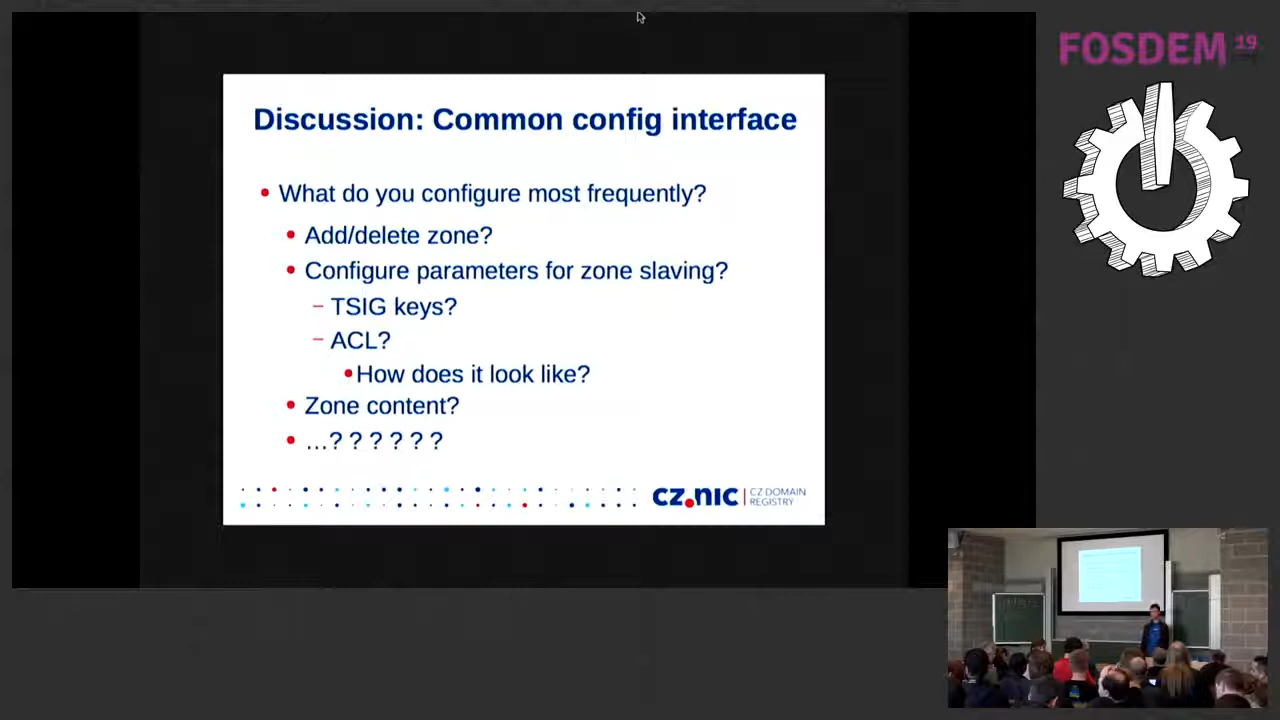 FOSDEM 19
Discussion: Common config interface
What do you configure most frequently?
Add/delete zone?
Configure parameters for zone slaving?
– TSIG keys?
– ACL?
How does it look like?
Zone content?
…? ? ? ? ? ?
CZ.NIC | CZ DOMAIN
REGISTRY